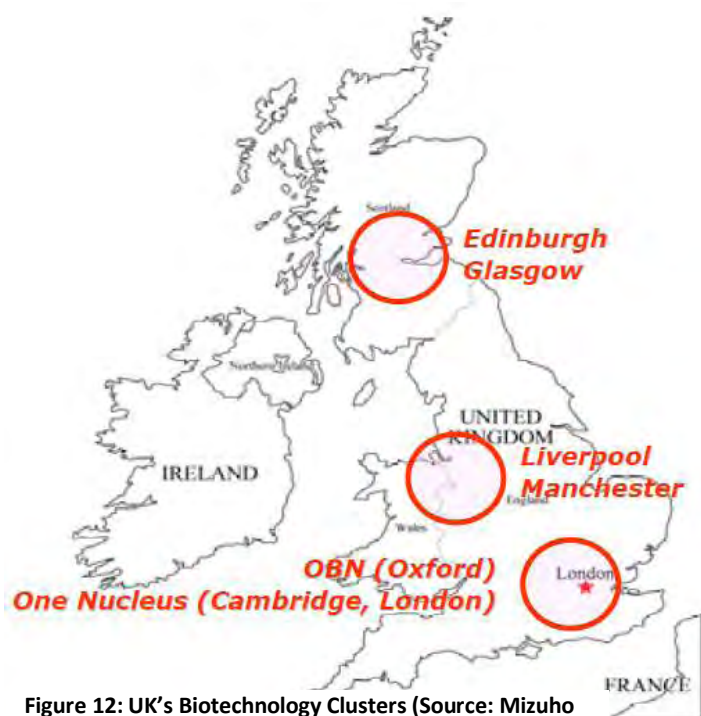 Scotland
Edinburgh
Glasgow
Northern Ireland
UNITED
KINGDOM
IRELAND
Liverpool
Manchester
England
Wales
OBN (Oxford)
London
One Nucleus (Cambridge, London)
FRANCE
Figure 12: UK’s Biotechnology Clusters (Source: Mizuho